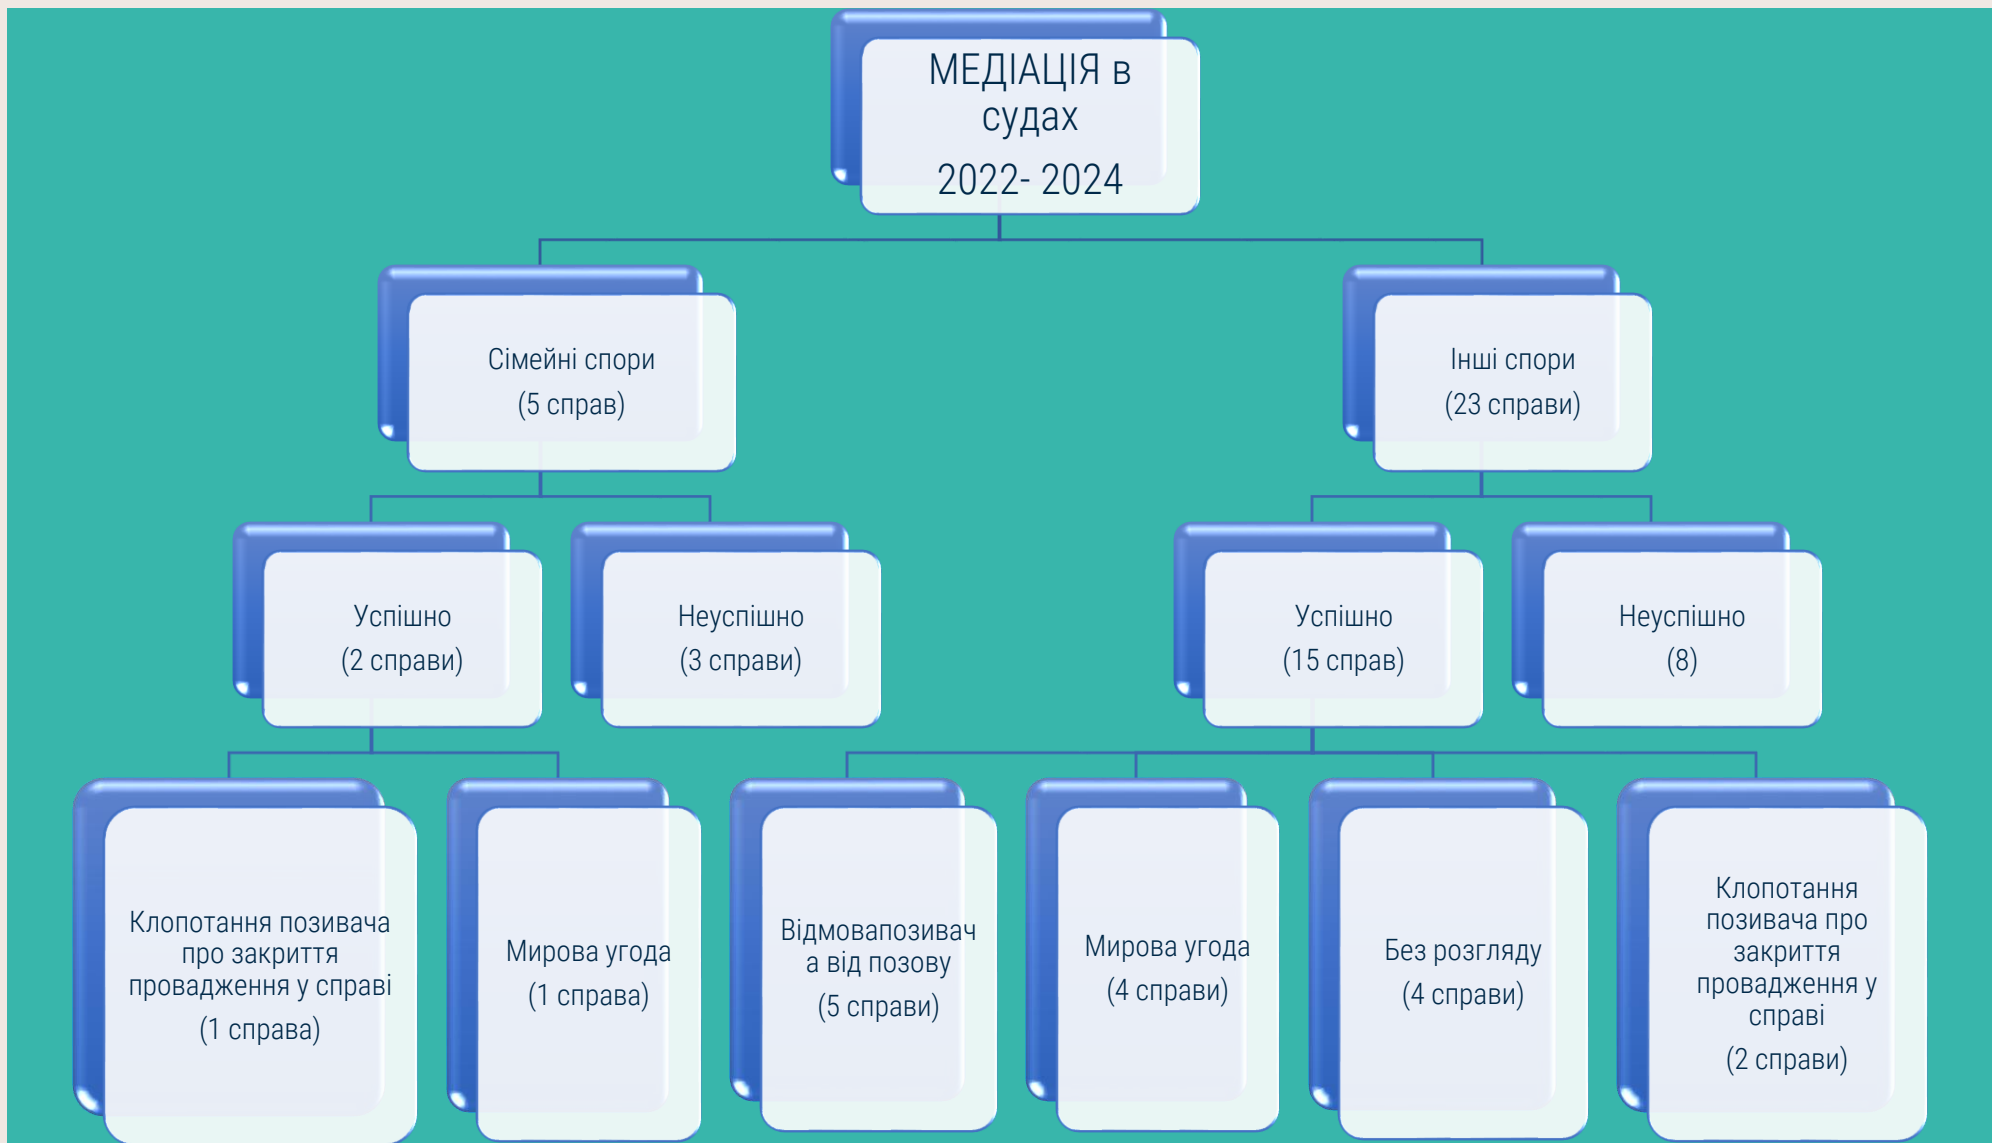 МЕДІАЦІЯ в
судах
2022- 2024
Сімейні спори
(5 справ)
Інші спори
(23 справи)
Успішно
(2 справи)
Неуспішно
(3 справи)
Успішно
(15 справ)
Неуспішно
(8)
Клопотання позивача
про закриття
провадження у справі
(1 справа)
Мирова угода
(1 справа)
Відмовапозивач
а від позову
(5 справи)
Мирова угода
(4 справи)
Без розгляду
(4 справи)
Клопотання
позивача про
закриття
провадження у
справі
(2 справи)